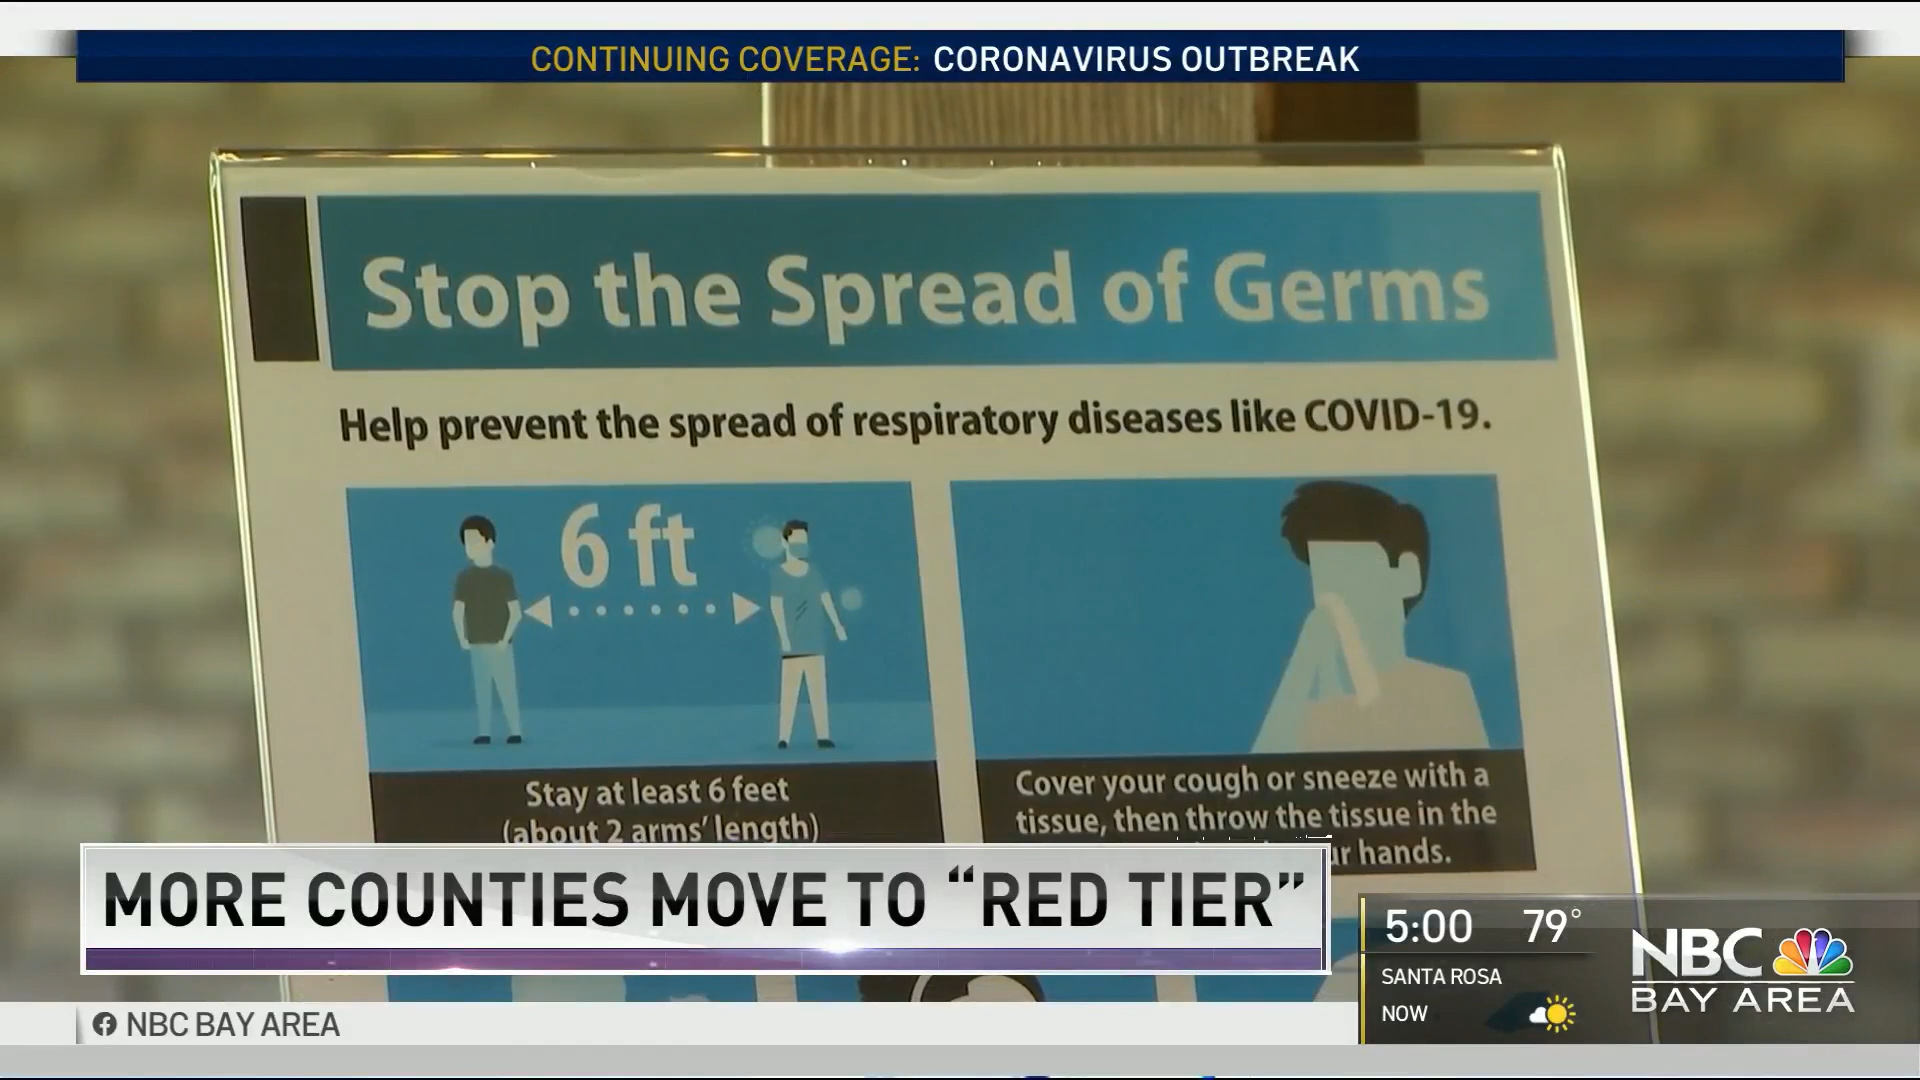 CONTINUING COVERAGE: CORONAVIRUS OUTBREAK
Stop the Spread of Germs
Help prevent the spread of respiratory diseases like COVID-19.
6 ft
Stay at least 6 feet
(about 2 arms' length)
Cover your cough or sneeze with a
tissue, then throw the tissue in the
hands.
MORE COUNTIES MOVE TO “RED TIER”
5:00 79°
SANTA ROSA
NOW
NBC
BAY AREA
NBC BAY AREA